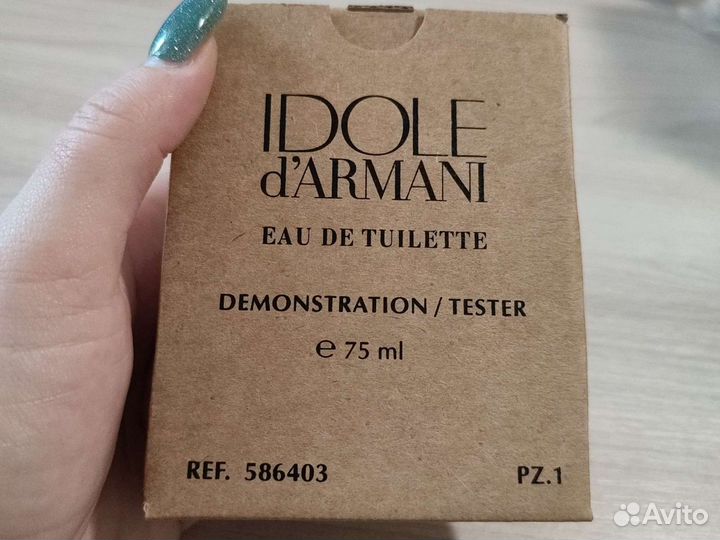 IDOLE
d'ARMANI
EAU DE TUILETTE
DEMONSTRATION / TESTER
℮ 75 ml
REF. 586403 PZ.1
Avito